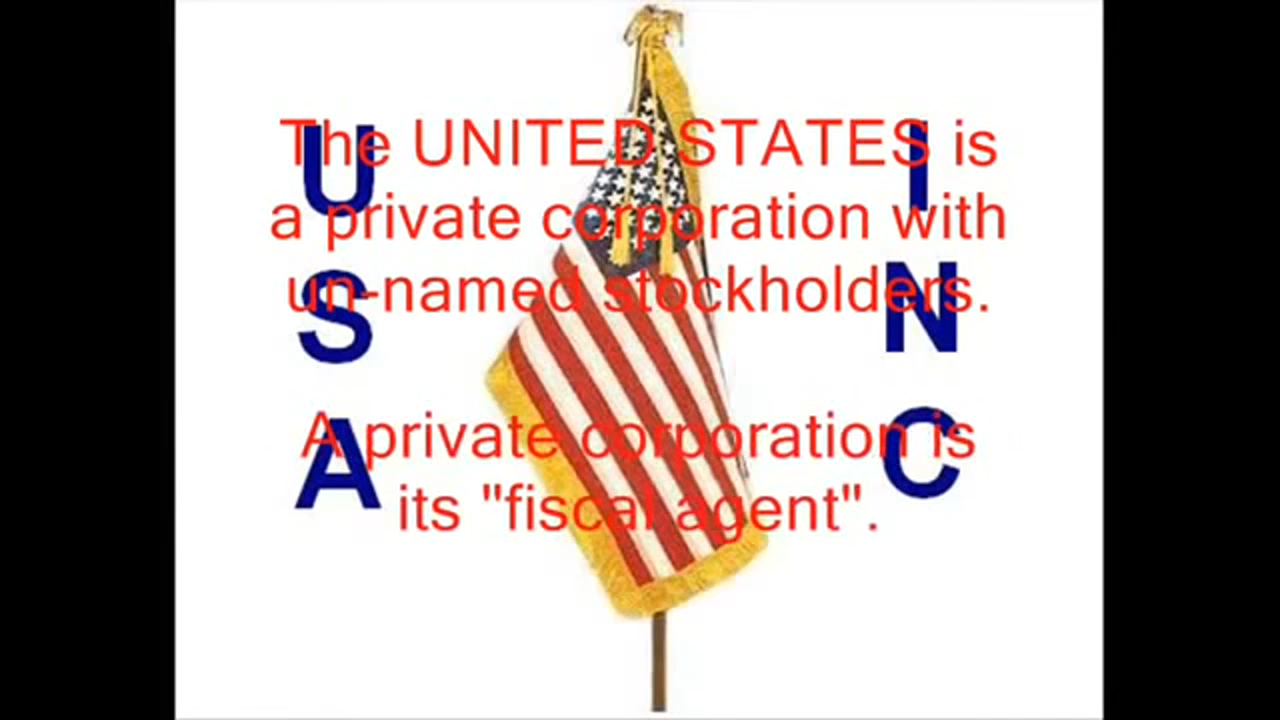 The UNITED STATES is
a private corporation with
un-named stockholders.
A private corporation is
its "fiscal agent".
U
S
A
I
N
C